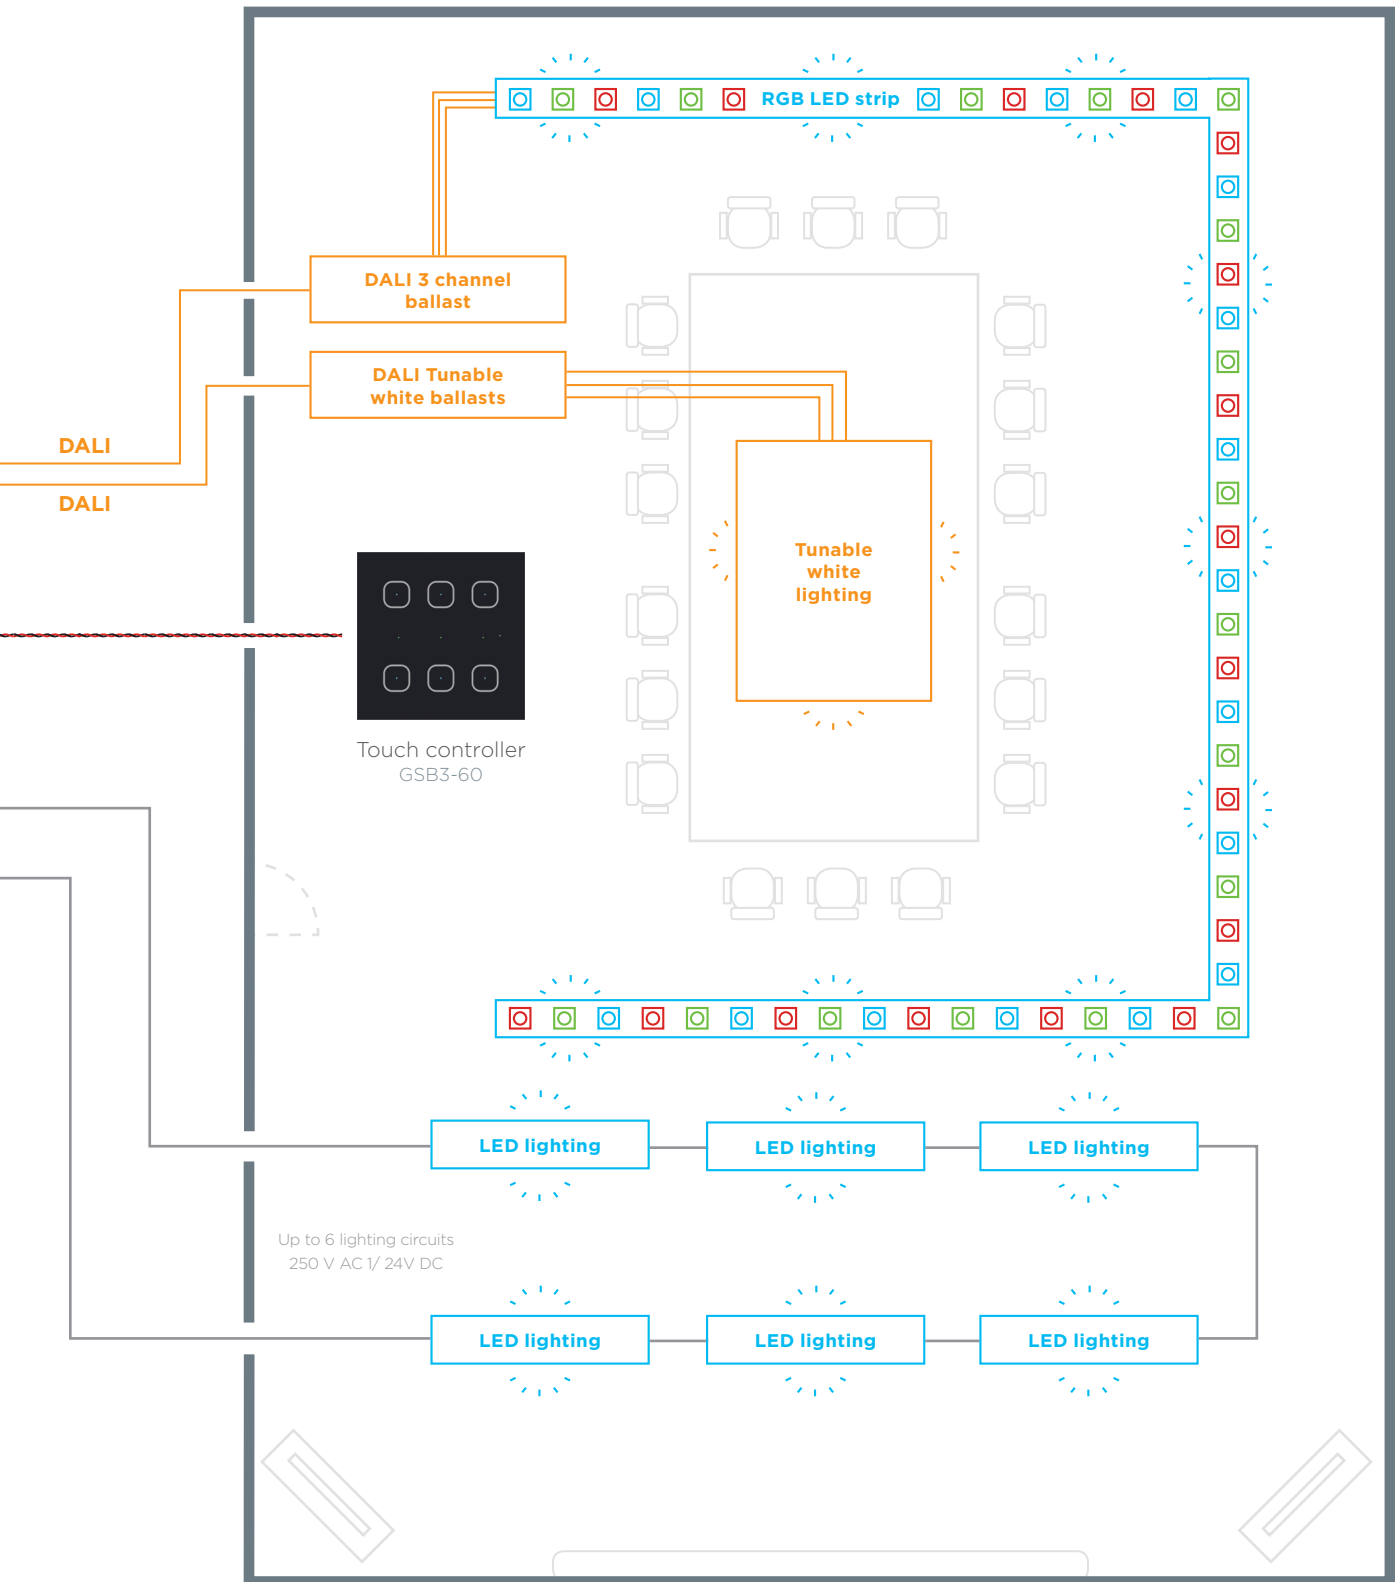 RGB LED strip
DALI 3 channel
ballast
DALI Tunable
white ballasts
DALI
DALI
Tunable
white
lighting
Touch controller
GSB3-60
LED lighting
LED lighting
LED lighting
Up to 6 lighting circuits
250 V AC 1/ 24V DC
LED lighting
LED lighting
LED lighting